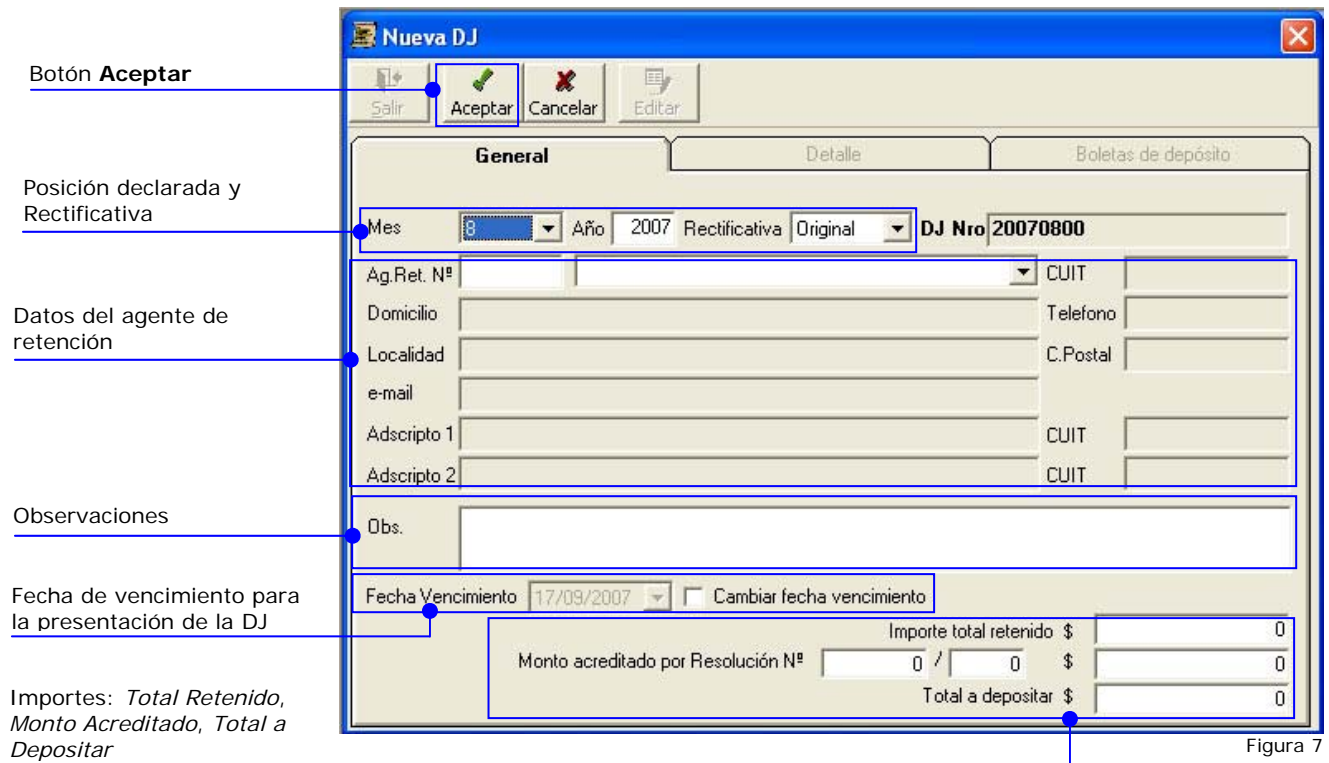 Nueva DJ
Botón Aceptar
Salir Aceptar Cancelar Editar
General Detalle Boletas de depósito
Posición declarada y
Rectificativa
Mes 8 Año 2007 Rectificativa Original DJ Nro 20070800
Ag.Ret. Nº CUIT
Datos del agente de
retención
Domicilio Telefono
Localidad C.Postal
e-mail
Adscripto 1 CUIT
Adscripto 2 CUIT
Observaciones
Obs.
Fecha de vencimiento para
la presentación de la DJ
Fecha Vencimiento 17/09/2007 Cambiar fecha vencimiento
Importe total retenido $ 0
Monto acreditado por Resolución Nº 0 / 0 $ 0
Total a depositar $ 0
Importes: Total Retenido,
Monto Acreditado, Total a
Depositar
Figura 7